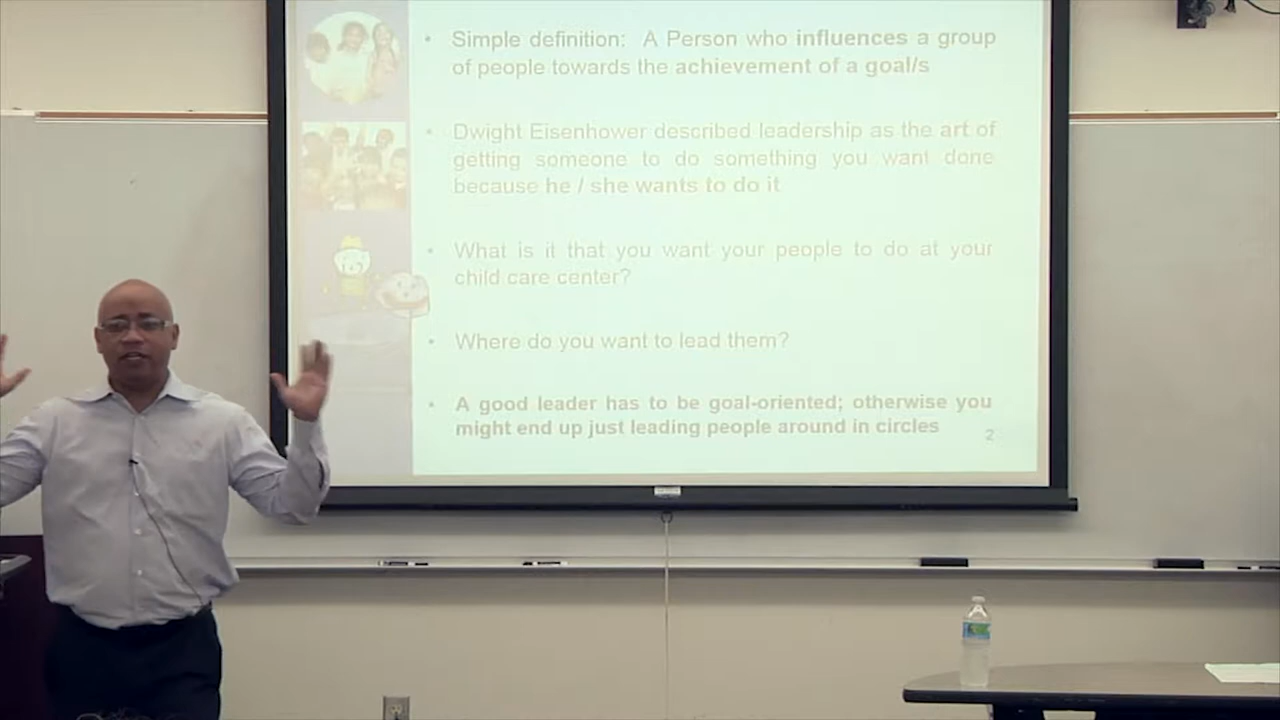 • Simple definition: A Person who influences a group
of people towards the achievement of a goal/s
• Dwight Eisenhower described leadership as the art of
getting someone to do something you want done
because he / she wants to do it
• What is it that you want your people to do at your
child care center?
• Where do you want to lead them?
• A good leader has to be goal-oriented; otherwise you
might end up just leading people around in circles
2